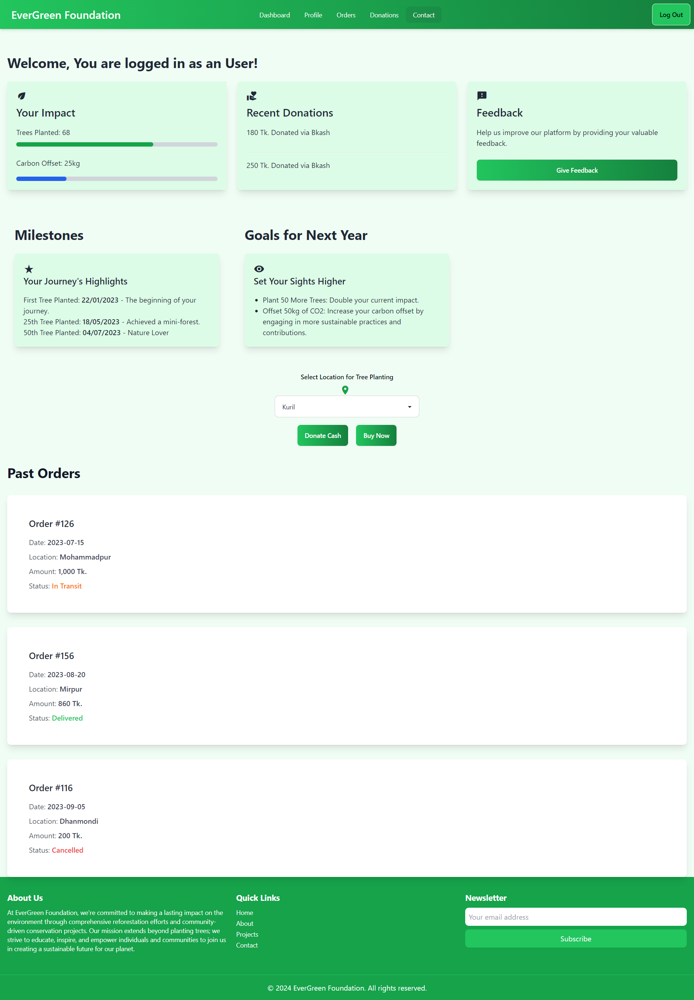 EverGreen Foundation
Dashboard
Profile
Orders
Donations
Contact
Log Out
Welcome, You are logged in as an User!
Your Impact
Trees Planted: 68
Carbon Offset: 25kg
Recent Donations
180 Tk. Donated via Bkash
250 Tk. Donated via Bkash
Feedback
Help us improve our platform by providing your valuable
feedback.
Give Feedback
Milestones
Your Journey's Highlights
First Tree Planted: 22/01/2023 - The beginning of your
journey.
25th Tree Planted: 18/05/2023 - Achieved a mini-forest.
50th Tree Planted: 04/07/2023 - Nature Lover
Goals for Next Year
Set Your Sights Higher
• Plant 50 More Trees: Double your current impact.
• Offset 50kg of CO2: Increase your carbon offset by
engaging in more sustainable practices and
contributions.
Select Location for Tree Planting
Kuril
Donate Cash
Buy Now
Past Orders
Order #126
Date: 2023-07-15
Location: Mohammadpur
Amount: 1,000 Tk.
Status: In Transit
Order #156
Date: 2023-08-20
Location: Mirpur
Amount: 860 Tk.
Status: Delivered
Order #116
Date: 2023-09-05
Location: Dhanmondi
Amount: 200 Tk.
Status: Cancelled
About Us
At EverGreen Foundation, we're committed to making a lasting impact on the
environment through comprehensive reforestation efforts and community-
driven conservation projects. Our mission extends beyond planting trees; we
strive to educate, inspire, and empower individuals and communities to join us
in creating a sustainable future for our planet.
Quick Links
Home
About
Projects
Contact
Newsletter
Your email address
Subscribe
© 2024 EverGreen Foundation. All rights reserved.